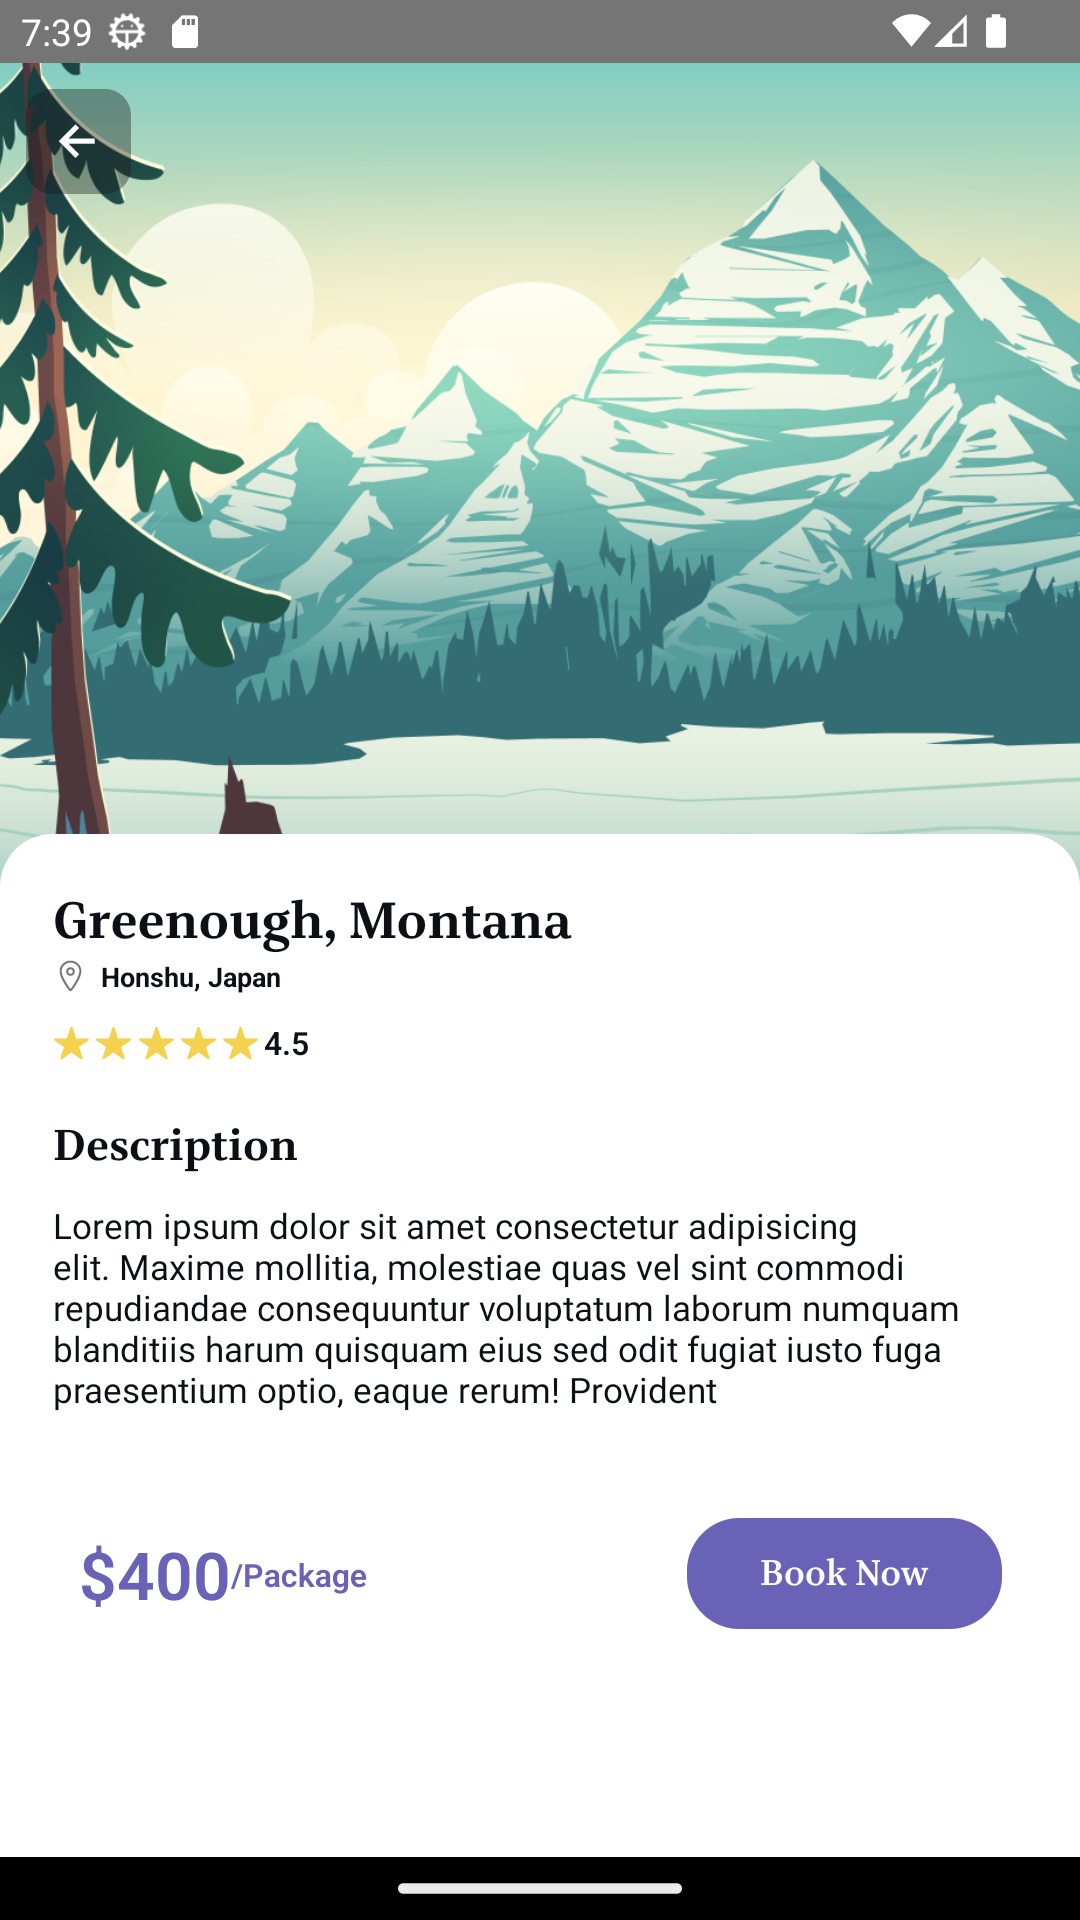 7:39
Greenough, Montana
Honshu, Japan
4.5
Description
Lorem ipsum dolor sit amet consectetur adipisicing
elit. Maxime mollitia, molestiae quas vel sint commodi
repudiandae consequuntur voluptatum laborum numquam
blanditiis harum quisquam eius sed odit fugiat iusto fuga
praesentium optio, eaque rerum! Provident
$400/Package
Book Now